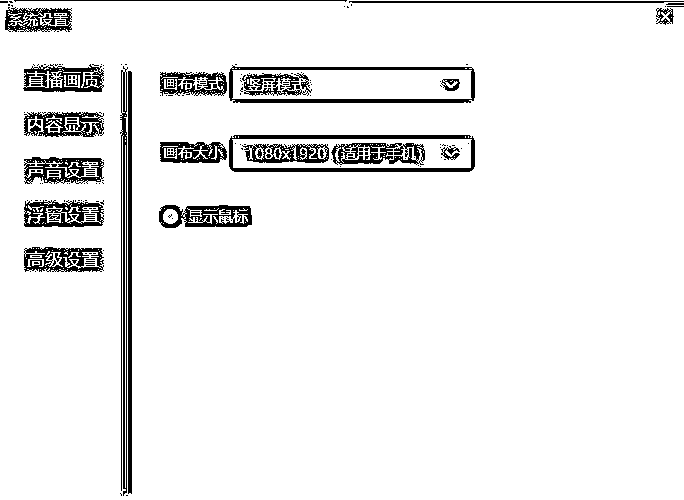 系统设置
直播画质
内容显示
声音设置
浮窗设置
高级设置
画布模式 竖屏模式
画布大小 1080x1920 (适用于手机)
显示鼠标